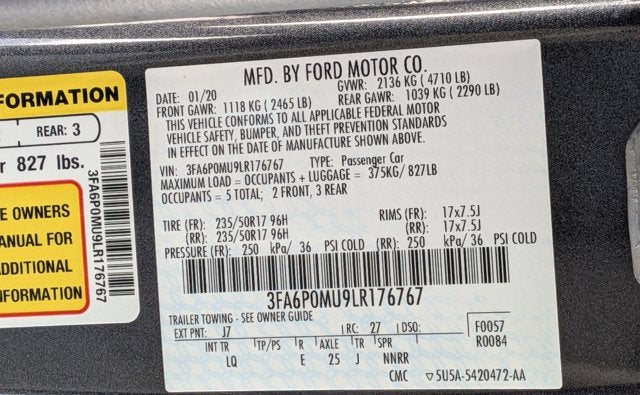 FORMATION
REAR: 3
r 827 lbs.
E OWNERS
ANUAL FOR
ADDITIONAL
NFORMATION
3FA6P0MU9LR176767
MFD. BY FORD MOTOR CO.
DATE: 01/20 GVWR: 2136 KG ( 4710 LB)
FRONT GAWR: 1118 KG ( 2465 LB) REAR GAWR: 1039 KG ( 2290 LB)
THIS VEHICLE CONFORMS TO ALL APPLICABLE FEDERAL MOTOR
VEHICLE SAFETY, BUMPER, AND THEFT PREVENTION STANDARDS
IN EFFECT ON THE DATE OF MANUFACTURE SHOWN ABOVE.
VIN: 3FA6P0MU9LR176767 TYPE: Passenger Car
MAXIMUM LOAD = OCCUPANTS + LUGGAGE = 375KG/ 827LB
OCCUPANTS = 5 TOTAL; 2 FRONT, 3 REAR
TIRE (FR): 235/50R17 96H RIMS (FR): 17x7.5J
(RR): 235/50R17 96H (RR): 17x7.5J
PRESSURE (FR): 250 kPa/ 36 PSI COLD (RR): 250 kPa/ 36 PSI COLD
3FA6P0MU9LR176767
TRAILER TOWING - SEE OWNER GUIDE
EXT PNT: J7 RC: 27 DSO: F0057
INT TR TP/PS R AXLE TR SPR R0084
LQ E 25 J NNRR
CMC ▽5U5A-5420472-AA